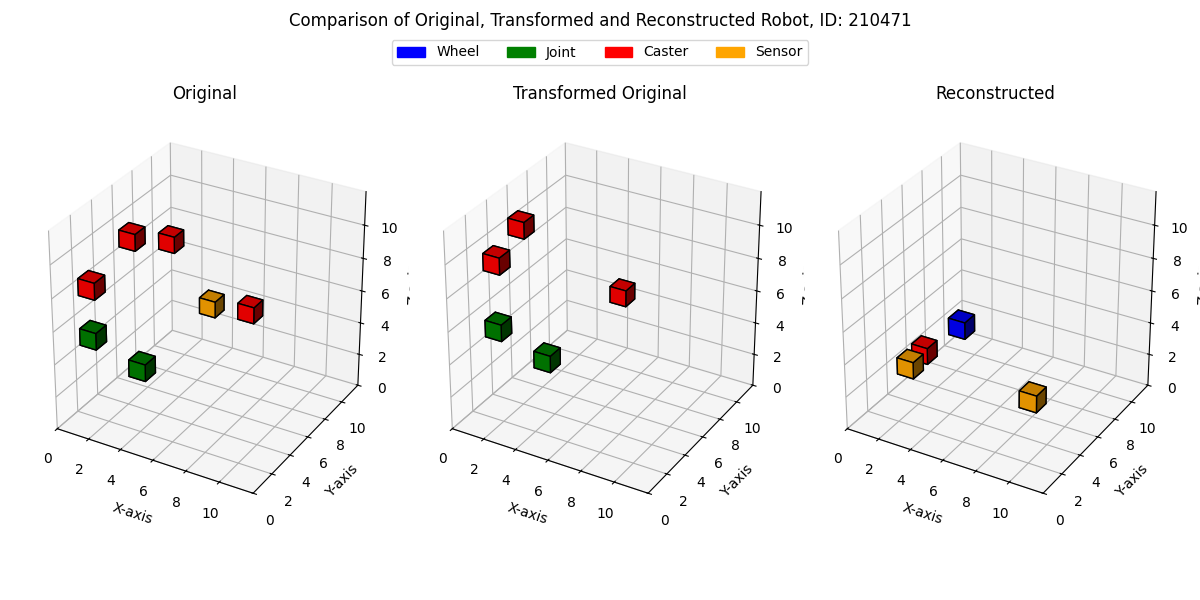 Comparison of Original, Transformed and Reconstructed Robot, ID: 210471
Wheel Joint Caster Sensor
Original Transformed Original Reconstructed
10 10 10
8 8 8
6 6 6
4 4 4
2 2 2
0 0 0
10 10 10
8 8 8
6 6 6
4 4 4
2 2 2
0 0 0
0 2 4 6 8 10 0 2 4 6 8 10 0 2 4 6 8 10
X-axis Y-axis X-axis Y-axis X-axis Y-axis